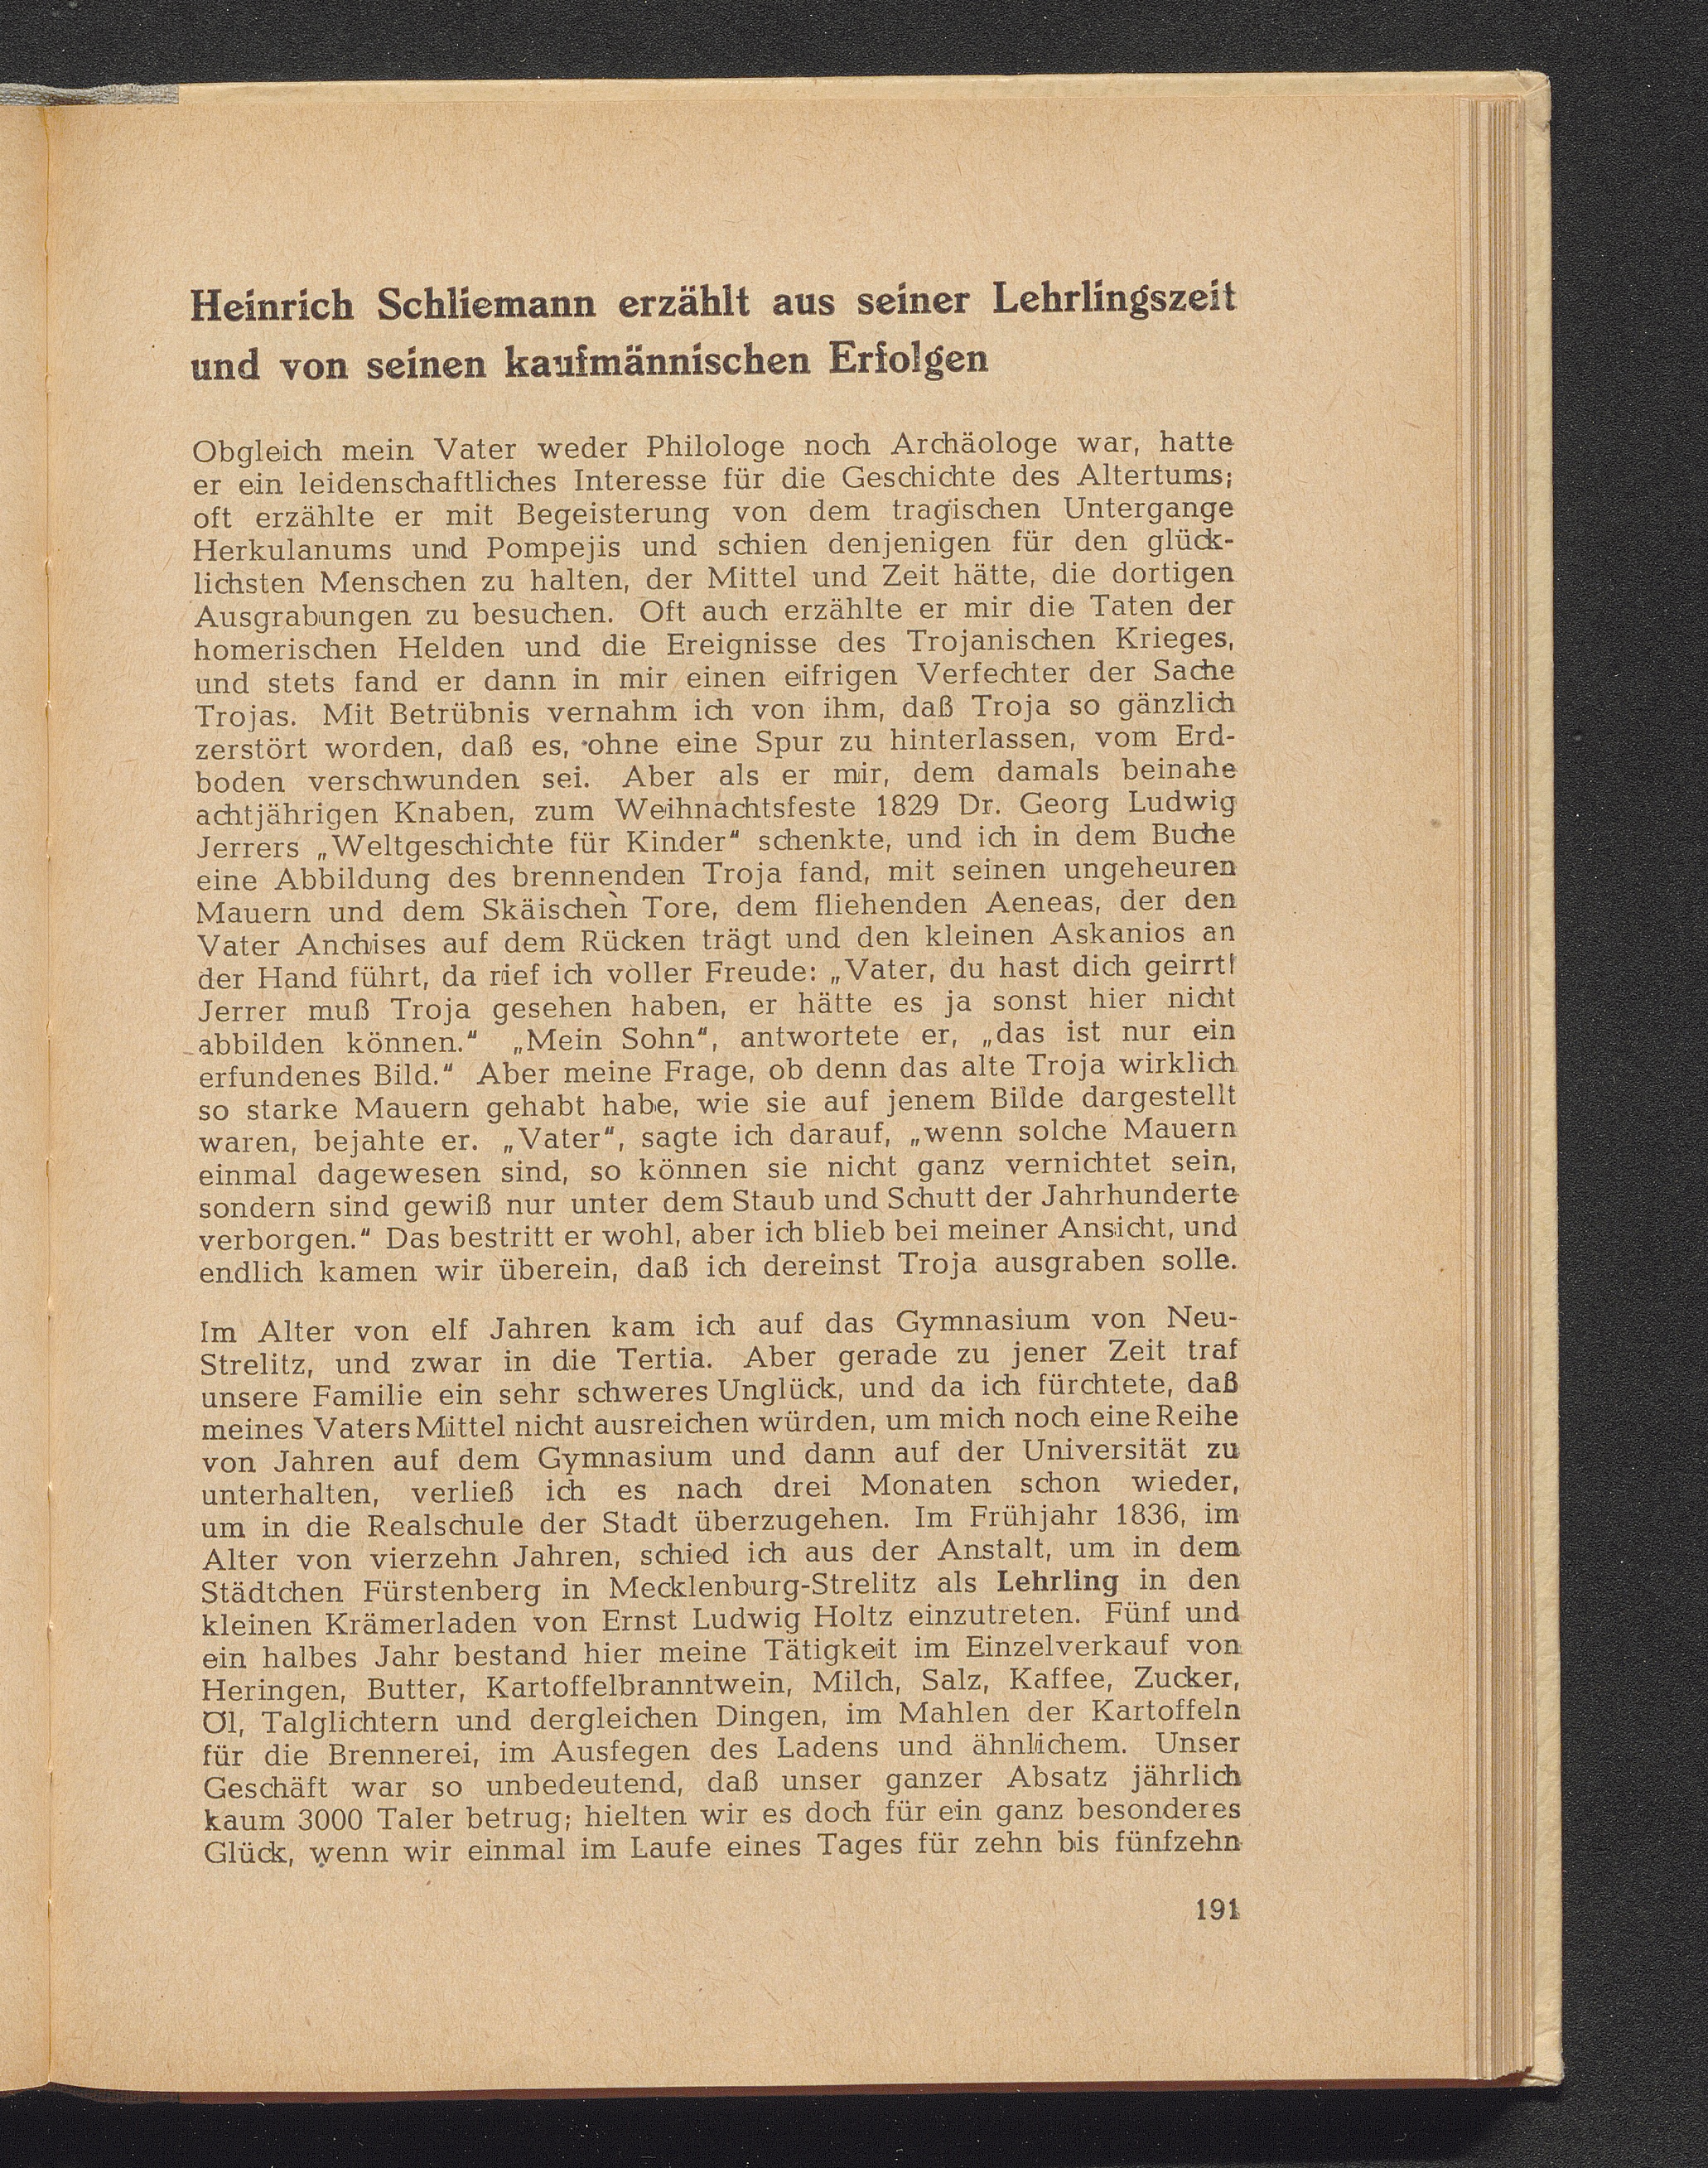 Heinrich Schliemann erzählt aus seiner Lehrlingszeit
und von seinen kaufmännischen Erfolgen
Obgleich mein Vater weder Philologe noch Archäologe war, hatte
er ein leidenschaftliches Interesse für die Geschichte des Altertums;
oft erzählte er mit Begeisterung von dem tragischen Untergange
Herkulanums und Pompejis und schien denjenigen für den glück-
lichsten Menschen zu halten, der Mittel und Zeit hätte, die dortigen
Ausgrabungen zu besuchen. Oft auch erzählte er mir die Taten der
homerischen Helden und die Ereignisse des Trojanischen Krieges,
und stets fand er dann in mir einen eifrigen Verfechter der Sache
Trojas. Mit Betrübnis vernahm ich von ihm, daß Troja so gänzlich
zerstört worden, daß es, ohne eine Spur zu hinterlassen, vom Erd-
boden verschwunden sei. Aber als er mir, dem damals beinahe
achtjährigen Knaben, zum Weihnachtsfeste 1829 Dr. Georg Ludwig
Jerrers „Weltgeschichte für Kinder" schenkte, und ich in dem Buche
eine Abbildung des brennenden Troja fand, mit seinen ungeheuren
Mauern und dem Skäischen Tore, dem fliehenden Aeneas, der den
Vater Anchises auf dem Rücken trägt und den kleinen Askanios an
der Hand führt, da rief ich voller Freude: „Vater, du hast dich geirrt!
Jerrer muß Troja gesehen haben, er hätte es ja sonst hier nicht
abbilden können." „Mein Sohn", antwortete er, „das ist nur ein
erfundenes Bild." Aber meine Frage, ob denn das alte Troja wirklich
so starke Mauern gehabt habe, wie sie auf jenem Bilde dargestellt
waren, bejahte er. „Vater", sagte ich darauf, „wenn solche Mauern
einmal dagewesen sind, so können sie nicht ganz vernichtet sein,
sondern sind gewiß nur unter dem Staub und Schutt der Jahrhunderte
verborgen." Das bestritt er wohl, aber ich blieb bei meiner Ansicht, und
endlich kamen wir überein, daß ich dereinst Troja ausgraben solle.
Im Alter von elf Jahren kam ich auf das Gymnasium von Neu-
Strelitz, und zwar in die Tertia. Aber gerade zu jener Zeit traf
unsere Familie ein sehr schweres Unglück, und da ich fürchtete, daß
meines Vaters Mittel nicht ausreichen würden, um mich noch eine Reihe
von Jahren auf dem Gymnasium und dann auf der Universität zu
unterhalten, verließ ich es nach drei Monaten schon wieder,
um in die Realschule der Stadt überzugehen. Im Frühjahr 1836, im
Alter von vierzehn Jahren, schied ich aus der Anstalt, um in dem
Städtchen Fürstenberg in Mecklenburg-Strelitz als Lehrling in den
kleinen Krämerladen von Ernst Ludwig Holtz einzutreten. Fünf und
ein halbes Jahr bestand hier meine Tätigkeit im Einzelverkauf von
Heringen, Butter, Kartoffelbranntwein, Milch, Salz, Kaffee, Zucker,
Öl, Talglichtern und dergleichen Dingen, im Mahlen der Kartoffeln
für die Brennerei, im Ausfegen des Ladens und ähnlichem. Unser
Geschäft war so unbedeutend, daß unser ganzer Absatz jährlich
kaum 3000 Taler betrug; hielten wir es doch für ein ganz besonderes
Glück, wenn wir einmal im Laufe eines Tages für zehn bis fünfzehn
191